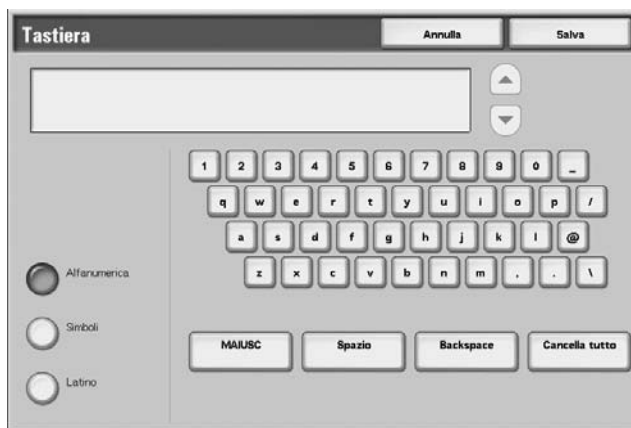 Tastiera Annulla Salva
1 2 3 4 5 6 7 8 9 0 _
q w e r t y u i o p /
a s d f g h j k l @
z x c v b n m , . \
Alfanumerica
Simboli
Latino
MAIUSC Spazio Backspace Cancella tutto